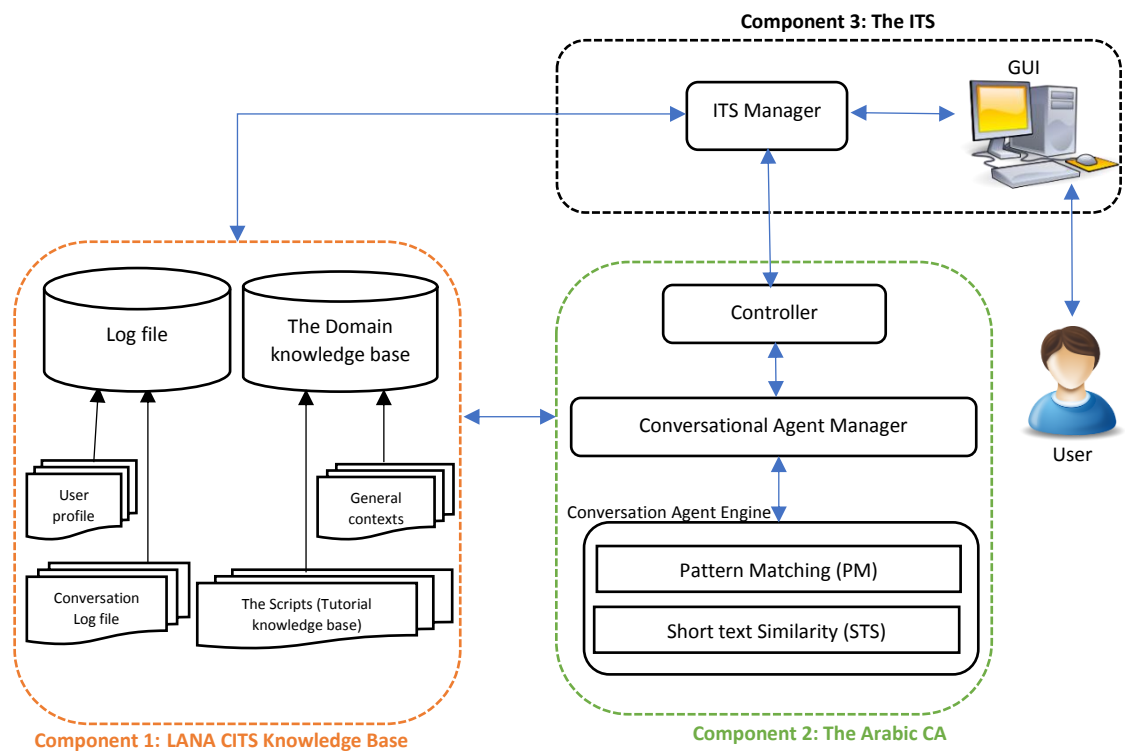 Component 3: The ITS
GUI
ITS Manager
Log file
The Domain
knowledge base
User
profile
General
contexts
Conversation
Log file
The Scripts (Tutorial
knowledge base)
Component 1: LANA CITS Knowledge Base
Controller
Conversational Agent Manager
Conversation Agent Engine
Pattern Matching (PM)
Short text Similarity (STS)
Component 2: The Arabic CA
User